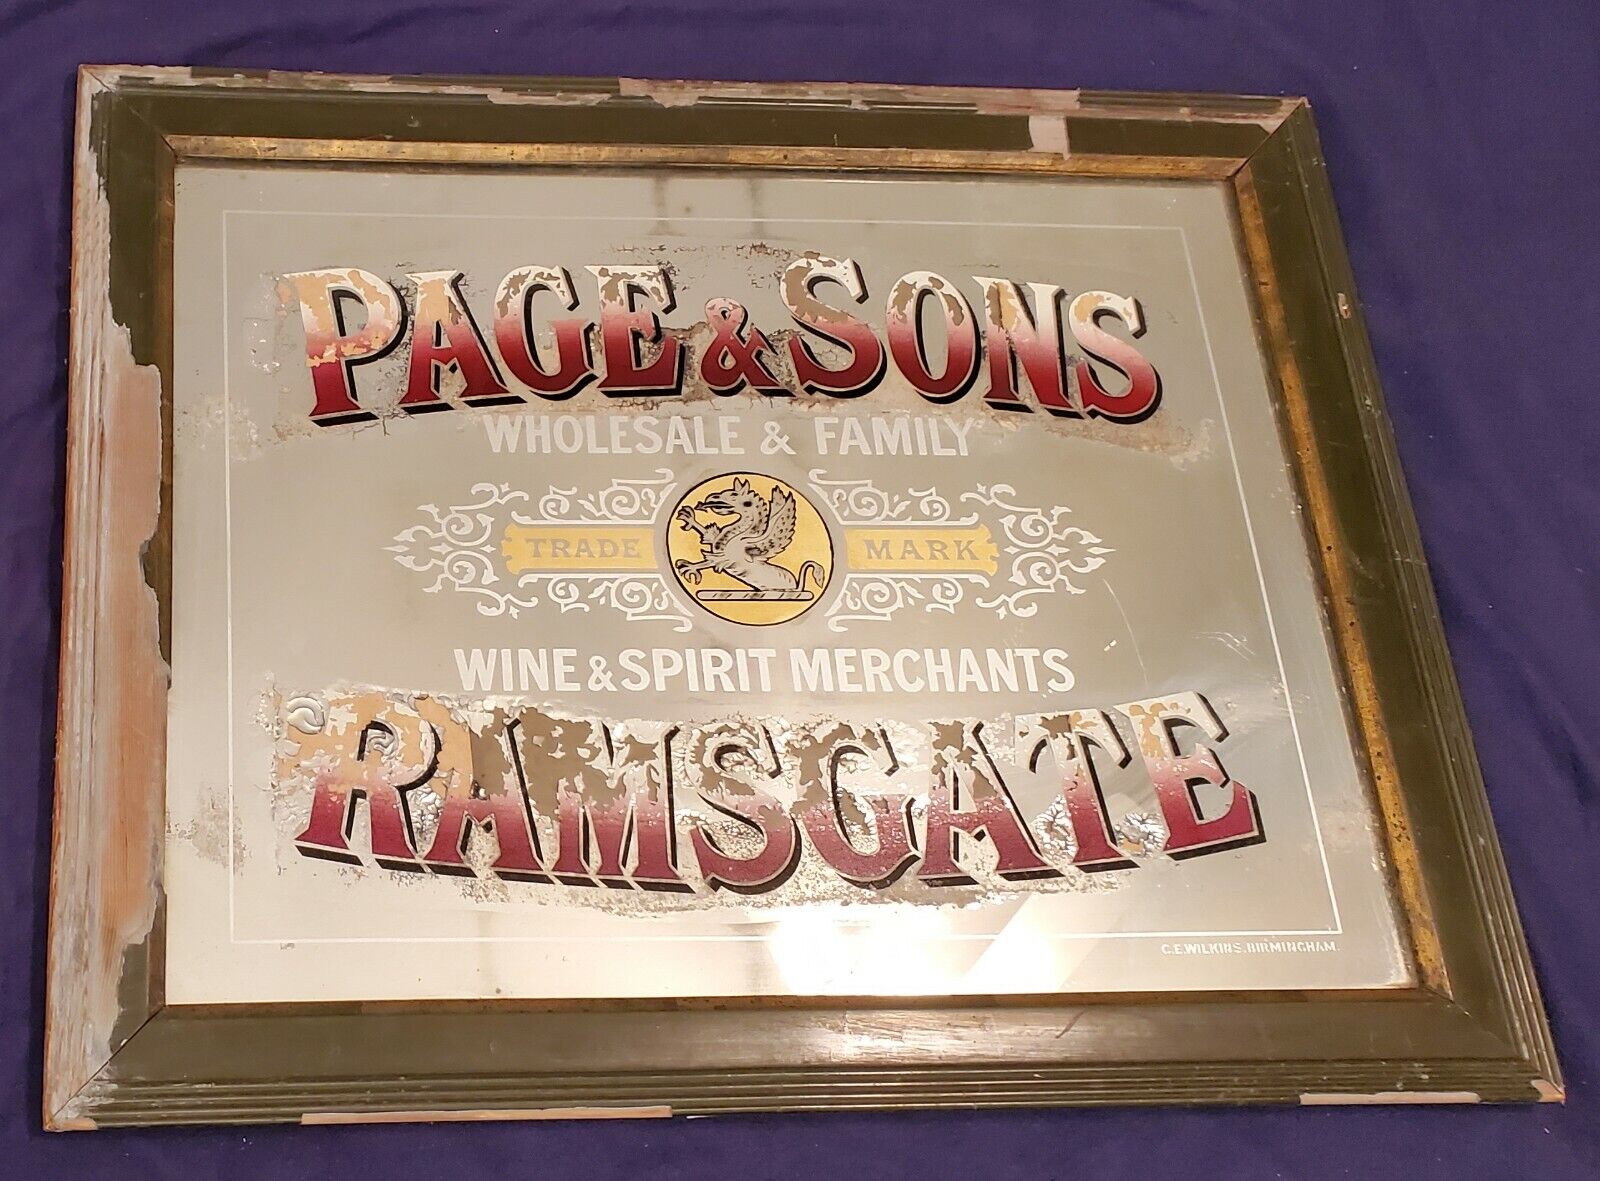 PAGE & SONS
WHOLESALE & FAMILY
TRADE MARK
WINE & SPIRIT MERCHANTS
RAMSGATE
C.E.WILKINS.BIRMINGHAM.